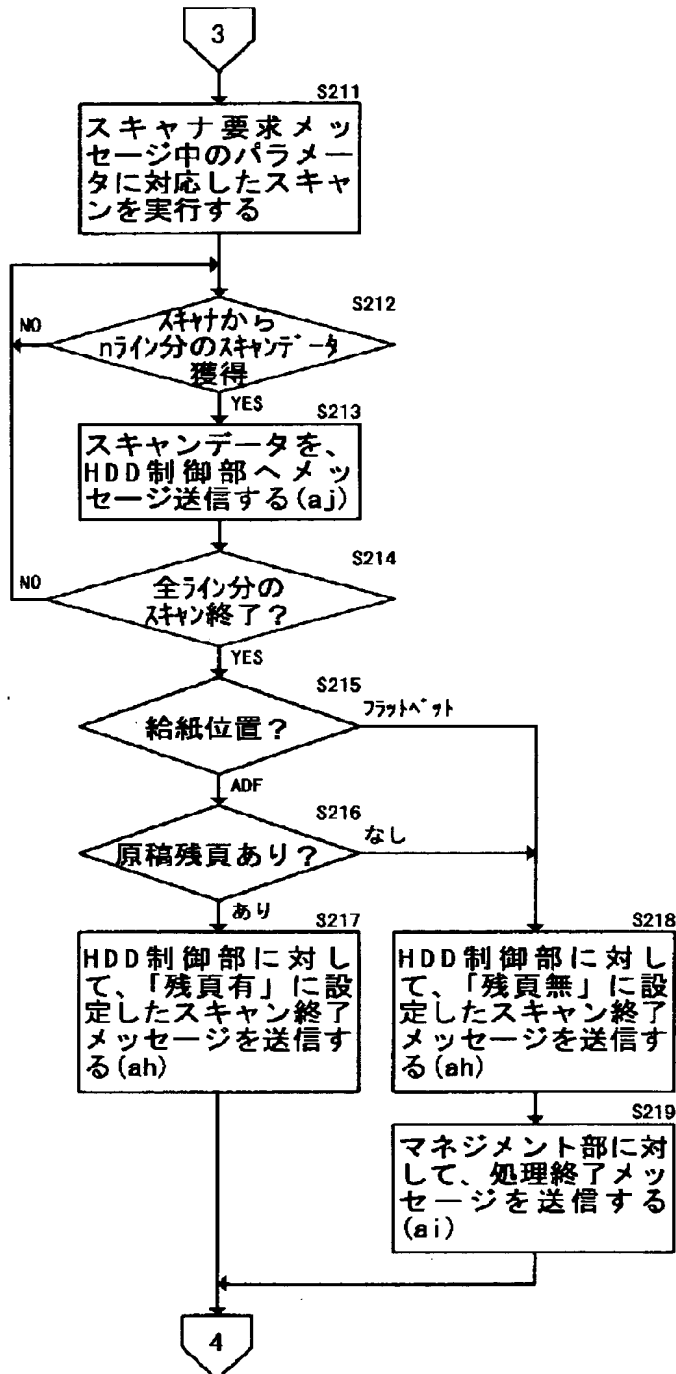 3
S211
スキャナ要求メッ
セージ中のパラメー
タに対応したスキャ
ンを実行する
S212
NO
スキャナから
nライン分のスキャンデータ
獲得
YES
S213
スキャンデータを、
HDD制御部へメッ
セージ送信する(aj)
S214
NO
全ライン分の
スキャン終了?
YES
S215
給紙位置?
フラットベット
ADF
S216
原稿残頁あり?
なし
あり
S217
HDD制御部に対し
て、「残頁有」に設
定したスキャン終了
メッセージを送信す
る(ah)
S218
HDD制御部に対し
て、「残頁無」に設
定したスキャン終了
メッセージを送信す
る(ah)
S219
マネジメント部に対
して、処理終了メッ
セージを送信する
(ai)
4